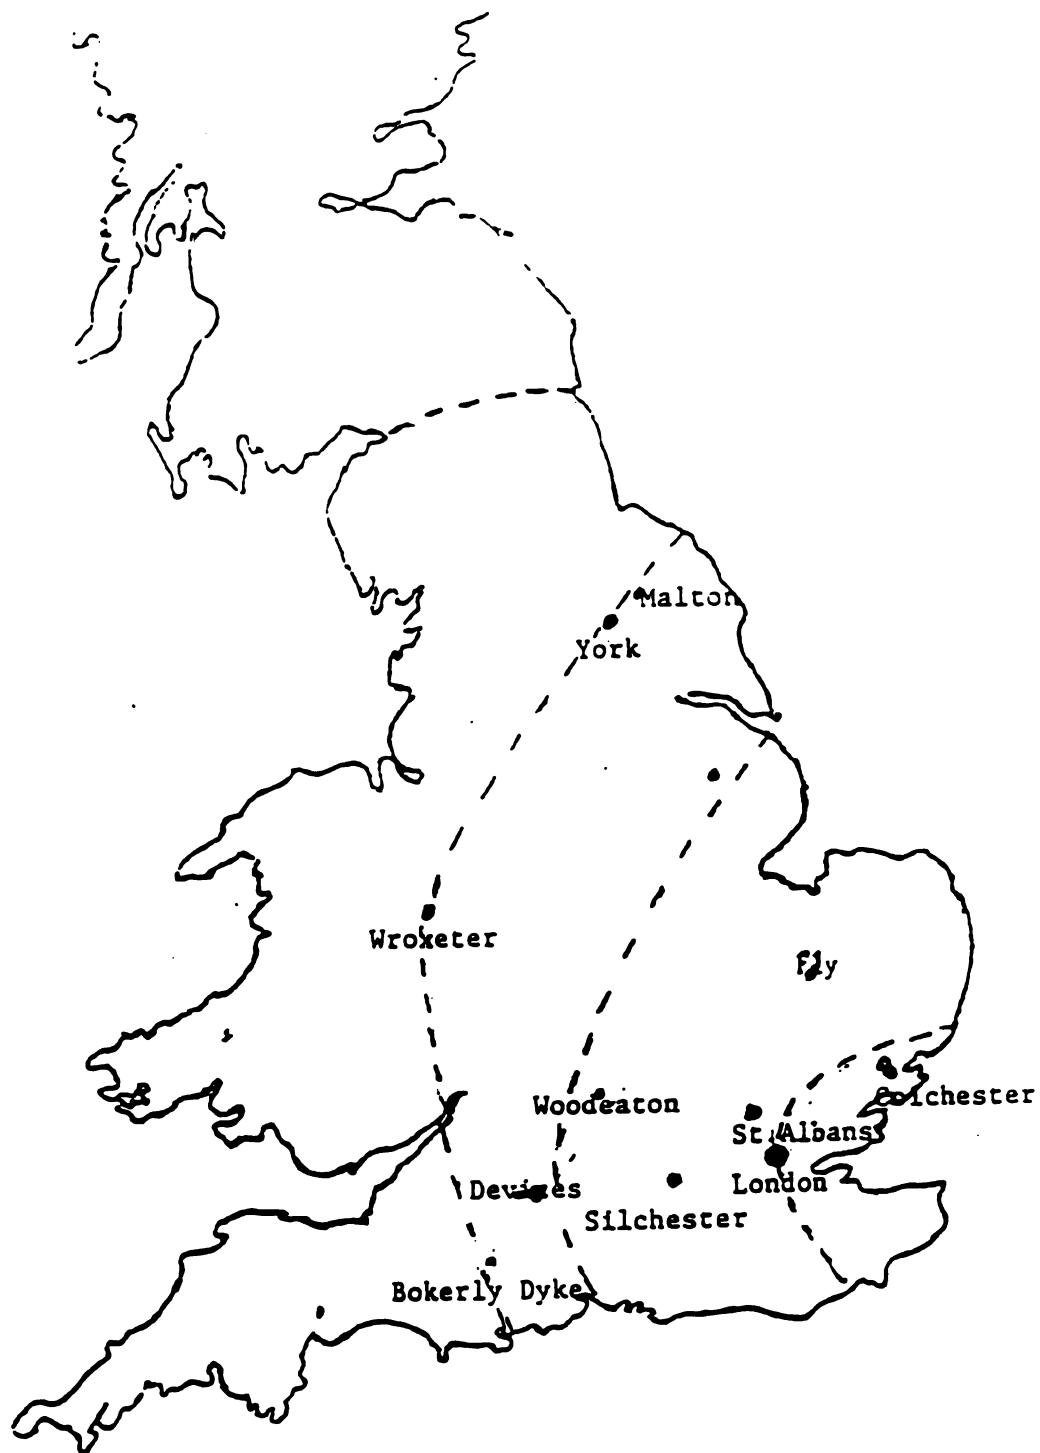 Malton
York
Wroxeter
Ely
Woodeaton
Colchester
St Albans
Devizes
London
Silchester
Bokerly Dyke